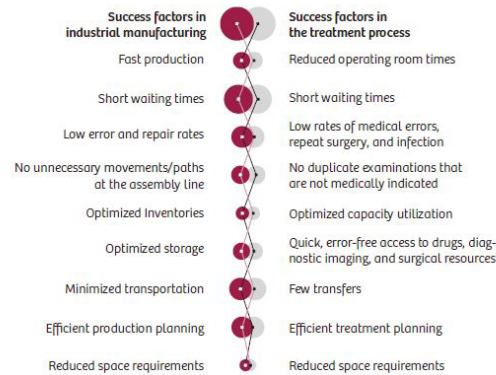 Success factors in
industrial manufacturing
Success factors in
the treatment process
Fast production
Reduced operating room times
Short waiting times
Short waiting times
Low error and repair rates
Low rates of medical errors,
repeat surgery, and infection
No unnecessary movements/paths
at the assembly line
No duplicate examinations that
are not medically indicated
Optimized Inventories
Optimized capacity utilization
Optimized storage
Quick, error-free access to drugs, diag-
nostic imaging, and surgical resources
Minimized transportation
Few transfers
Efficient production planning
Efficient treatment planning
Reduced space requirements
Reduced space requirements